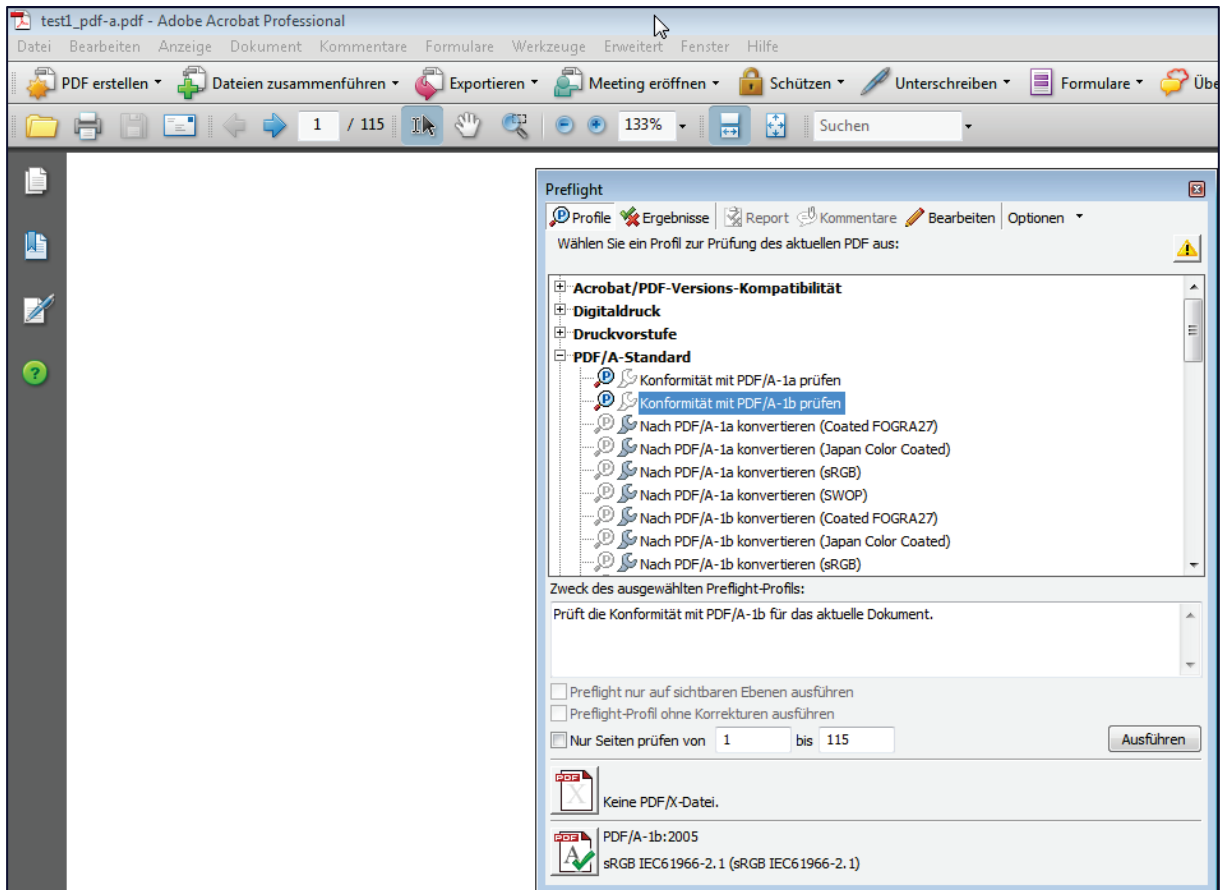 test1_pdf-a.pdf - Adobe Acrobat Professional
Datei Bearbeiten Anzeige Dokument Kommentare Formulare Werkzeuge Erweitert Fenster Hilfe
PDF erstellen Dateien zusammenführen Exportieren Meeting eröffnen Schützen Unterschreiben Formulare Übe
1 / 115 133% Suchen
Preflight
Profile Ergebnisse Report Kommentare Bearbeiten Optionen
Wählen Sie ein Profil zur Prüfung des aktuellen PDF aus:
Acrobat/PDF-Versions-Kompatibilität
Digitaldruck
Druckvorstufe
PDF/A-Standard
Konformität mit PDF/A-1a prüfen
Konformität mit PDF/A-1b prüfen
Nach PDF/A-1a konvertieren (Coated FOGRA27)
Nach PDF/A-1a konvertieren (Japan Color Coated)
Nach PDF/A-1a konvertieren (sRGB)
Nach PDF/A-1a konvertieren (SWOP)
Nach PDF/A-1b konvertieren (Coated FOGRA27)
Nach PDF/A-1b konvertieren (Japan Color Coated)
Nach PDF/A-1b konvertieren (sRGB)
Zweck des ausgewählten Preflight-Profils:
Prüft die Konformität mit PDF/A-1b für das aktuelle Dokument.
Preflight nur auf sichtbaren Ebenen ausführen
Preflight-Profil ohne Korrekturen ausführen
Nur Seiten prüfen von 1 bis 115 Ausführen
PDF X
Keine PDF/X-Datei.
PDF A
PDF/A-1b:2005
sRGB IEC61966-2.1 (sRGB IEC61966-2.1)